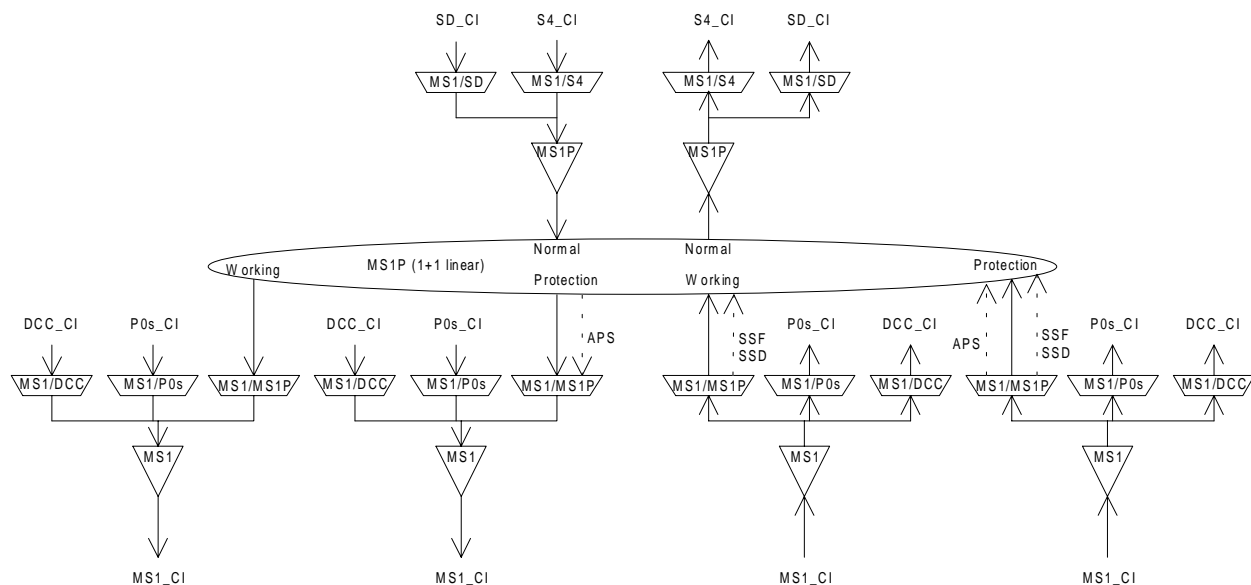 SD_CI S4_CI S4_CI SD_CI
MS1/SD MS1/S4 MS1/S4 MS1/SD
MS1P MS1P
Normal Normal
Working MS1P (1+1 linear) Protection
Protection Working
DCC_CI P0s_CI DCC_CI P0s_CI APS SSF P0s_CI DCC_CI APS SSF P0s_CI DCC_CI
SSD SSD
MS1/DCC MS1/P0s MS1/MS1P MS1/DCC MS1/P0s MS1/MS1P MS1/MS1P MS1/P0s MS1/DCC MS1/MS1P MS1/P0s MS1/DCC
MS1 MS1 MS1 MS1
MS1_CI MS1_CI MS1_CI MS1_CI